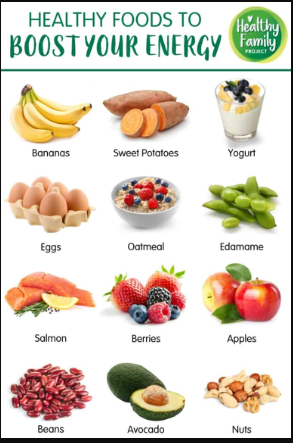 HEALTHY FOODS TO
BOOST YOUR ENERGY
Healthy
Family
PROJECT
Bananas
Sweet Potatoes
Yogurt
Eggs
Oatmeal
Edamame
Salmon
Berries
Apples
Beans
Avocado
Nuts